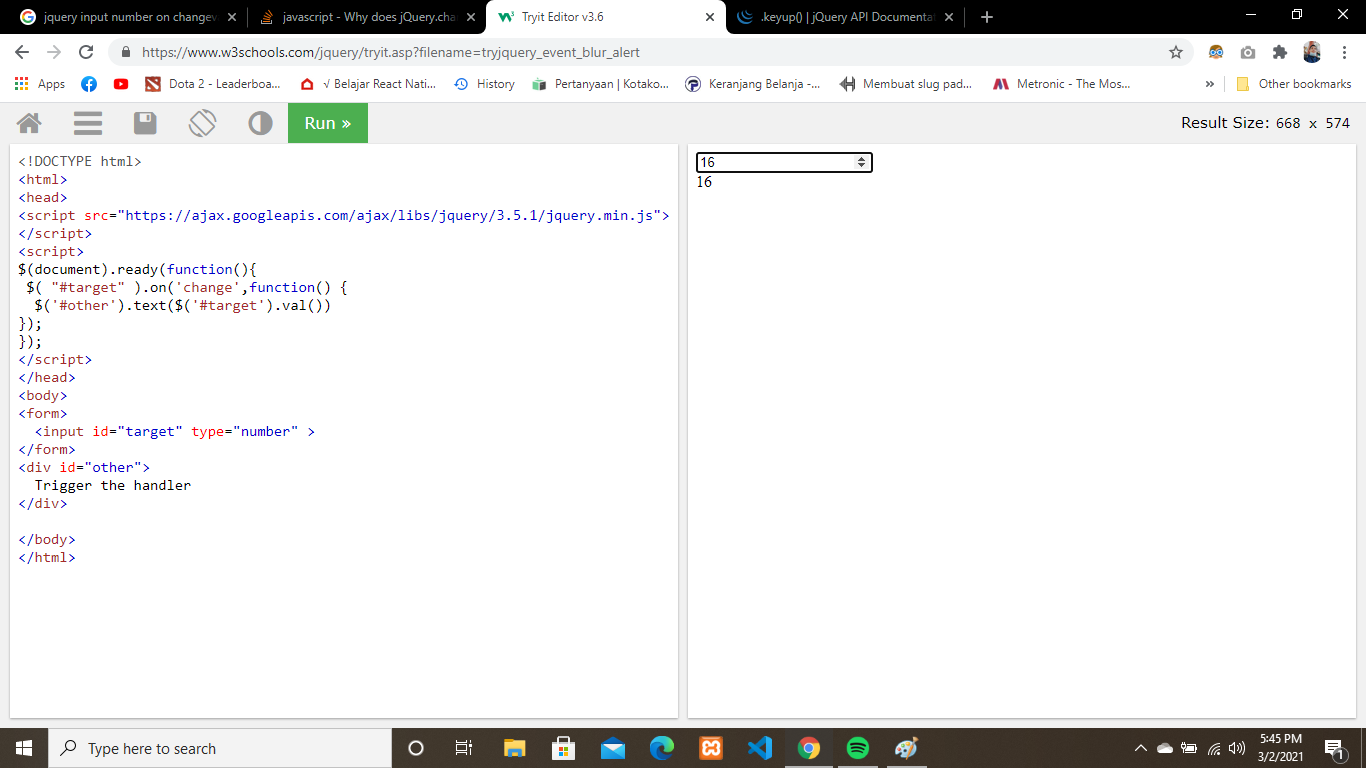 jquery input number on changev
javascript - Why does jQuery.cha
Tryit Editor v3.6
.keyup() | jQuery API Documentat
https://www.w3schools.com/jquery/tryit.asp?filename=tryjquery_event_blur_alert
Apps
Dota 2 - Leaderboa...
√ Belajar React Nati...
History
Pertanyaan | Kotako...
Keranjang Belanja -...
Membuat slug pad...
Metronic - The Mos...
»
Other bookmarks
Run »
Result Size: 668 x 574
<!DOCTYPE html>
<html>
<head>
<script src="https://ajax.googleapis.com/ajax/libs/jquery/3.5.1/jquery.min.js">
</script>
<script>
$(document).ready(function(){
 $( "#target" ).on('change',function() {
  $('#other').text($('#target').val())
});
});
</script>
</head>
<body>
<form>
  <input id="target" type="number" >
</form>
<div id="other">
  Trigger the handler
</div>
</body>
</html>
16
16
Type here to search
5:45 PM
3/2/2021
1